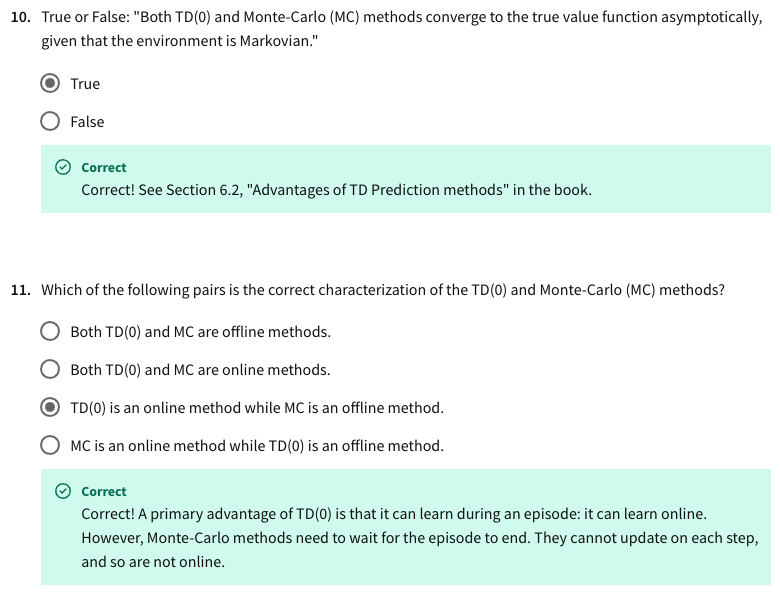 10. True or False: "Both TD(0) and Monte-Carlo (MC) methods converge to the true value function asymptotically,
given that the environment is Markovian."
True
False
Correct
Correct! See Section 6.2, "Advantages of TD Prediction methods" in the book.
11. Which of the following pairs is the correct characterization of the TD(0) and Monte-Carlo (MC) methods?
Both TD(0) and MC are offline methods.
Both TD(0) and MC are online methods.
TD(0) is an online method while MC is an offline method.
MC is an online method while TD(0) is an offline method.
Correct
Correct! A primary advantage of TD(0) is that it can learn during an episode: it can learn online.
However, Monte-Carlo methods need to wait for the episode to end. They cannot update on each step,
and so are not online.